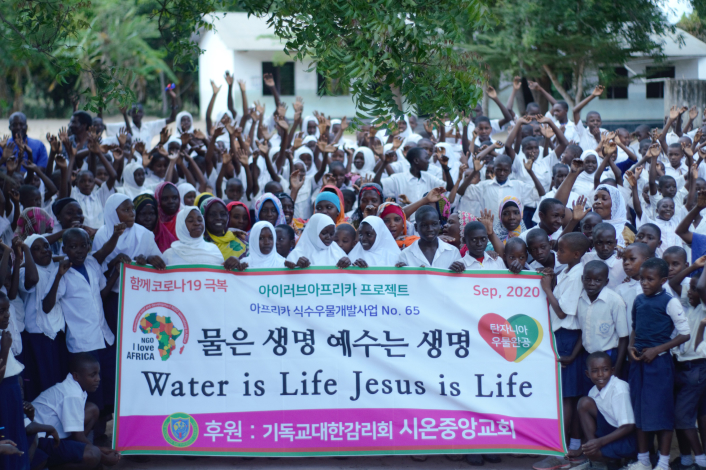 함께 코로나19 극복
아이러브아프리카 프로젝트
Sep, 2020
아프리카 식수우물개발사업 No. 65
NGO
I love
AFRICA
물은 생명 예수는 생명
탄자니아
우물완공
Water is Life Jesus is Life
후원 : 기독교대한감리회 시온중앙교회